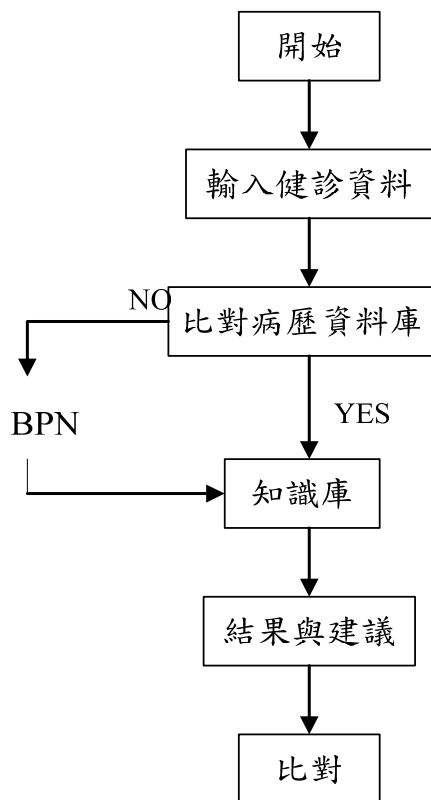 開始
輸入健診資料
NO
比對病歷資料庫
YES
BPN
知識庫
結果與建議
比對